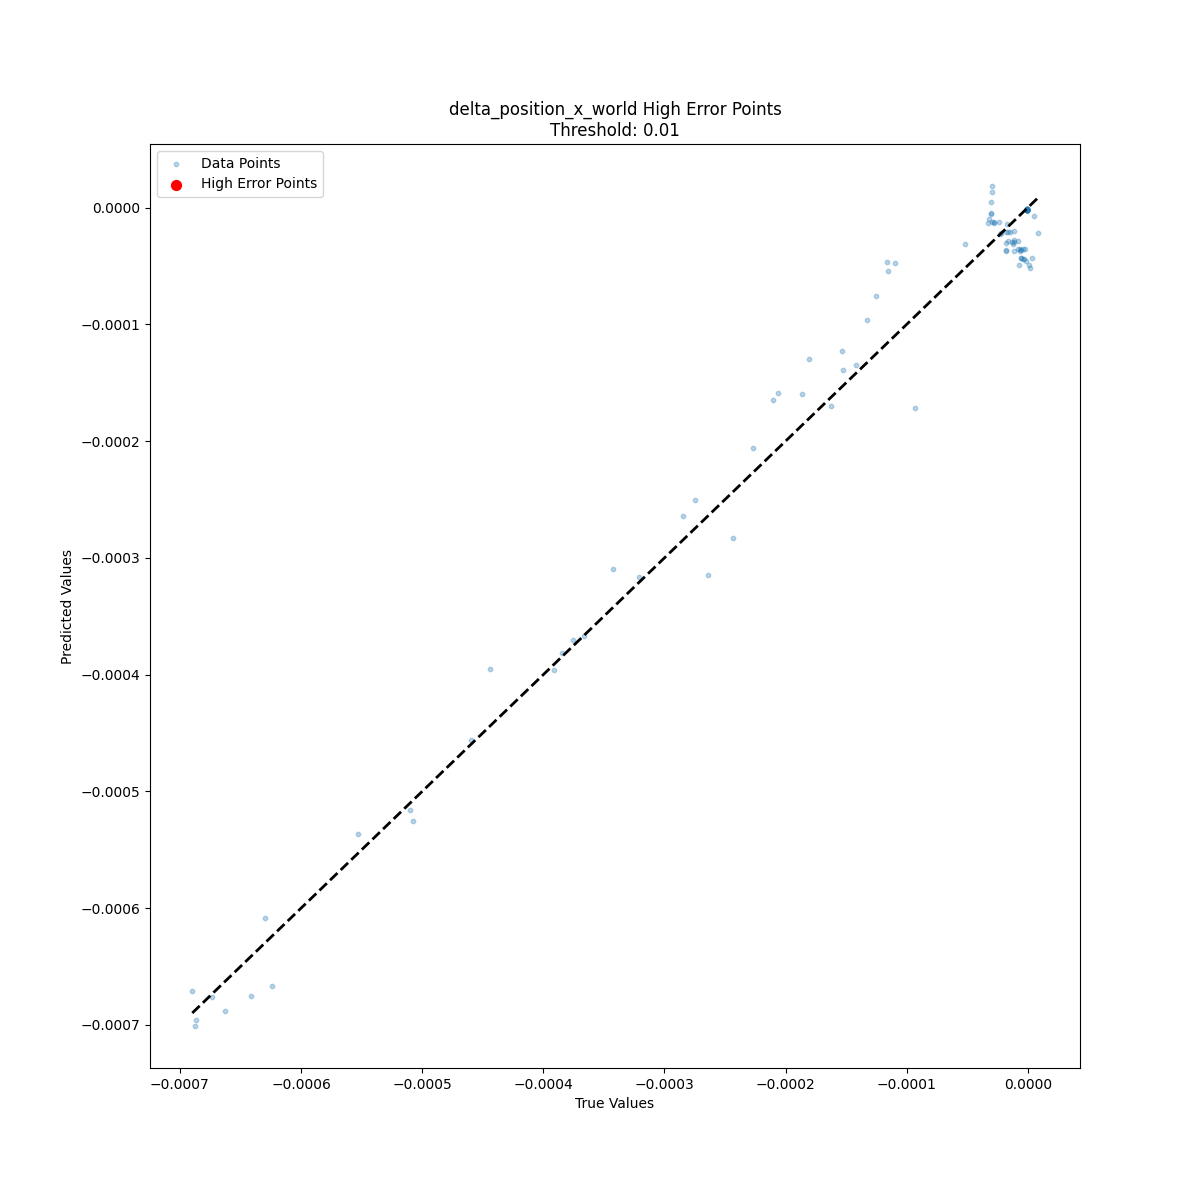 delta_position_x_world High Error Points
Threshold: 0.01
Data Points
High Error Points
0.0000
−0.0001
−0.0002
−0.0003
−0.0004
−0.0005
−0.0006
−0.0007
Predicted Values
−0.0007 −0.0006 −0.0005 −0.0004 −0.0003 −0.0002 −0.0001 0.0000
True Values